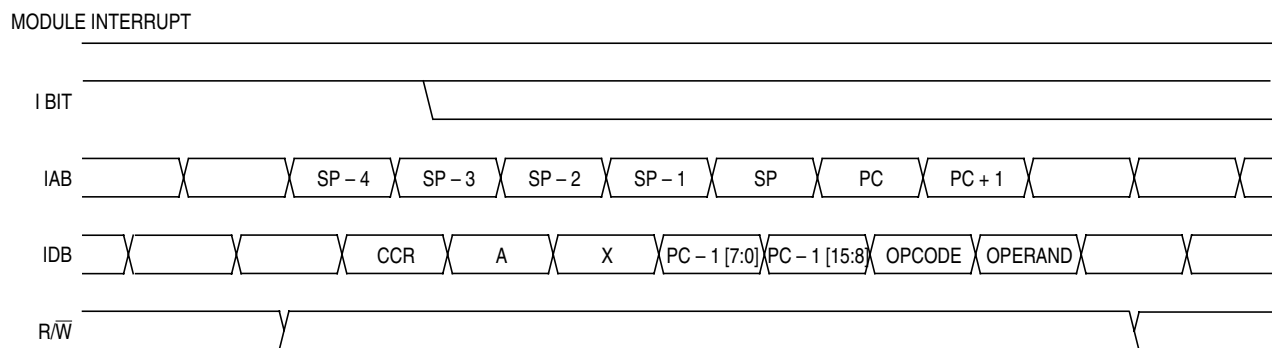 MODULE INTERRUPT
I BIT
IAB SP – 4 SP – 3 SP – 2 SP – 1 SP PC PC + 1
IDB CCR A X PC – 1 [7:0] PC – 1 [15:8] OPCODE OPERAND
R/W̅